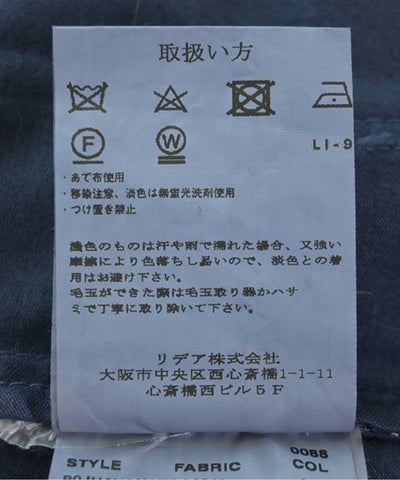 取扱い方
F
W
LI-9
・あて布使用
・移染注意、淡色は無蛍光洗剤使用
・つけ置き禁止
濃色のものは汗や雨で濡れた場合、又強い
摩擦により色落ちし易いので、淡色との着
用はお避け下さい。
毛玉ができた際は毛玉取り器かハサ
ミで丁寧に取り除いて下さい。
リデア株式会社
大阪市中央区西心斎橋1-1-11
心斎橋西ビル5F
0088
STYLE FABRIC COL